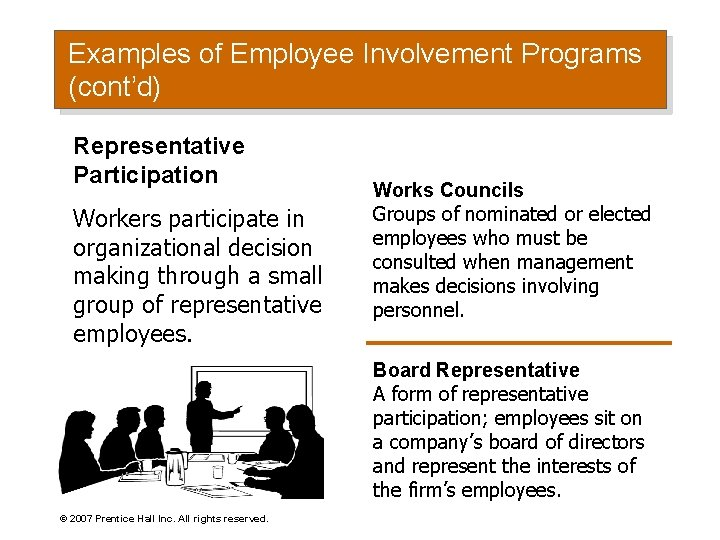 Examples of Employee Involvement Programs
(cont’d)
Representative
Participation
Workers participate in
organizational decision
making through a small
group of representative
employees.
Works Councils
Groups of nominated or elected
employees who must be
consulted when management
makes decisions involving
personnel.
Board Representative
A form of representative
participation; employees sit on
a company’s board of directors
and represent the interests of
the firm’s employees.
© 2007 Prentice Hall Inc. All rights reserved.